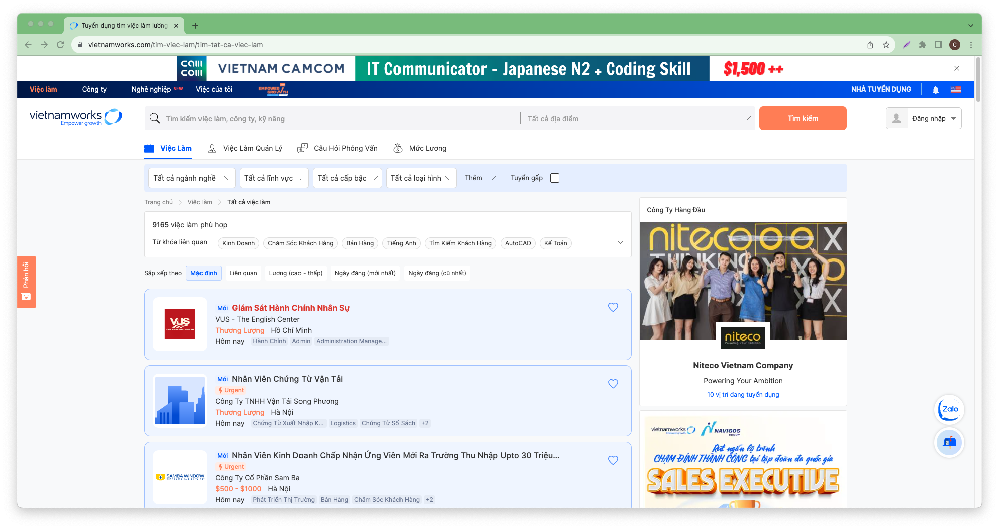 Tuyển dụng tìm việc làm lương
vietnamworks.com/tim-viec-lam/tim-tat-ca-viec-lam
C
CAMCOM
VIETNAM CAMCOM
IT Communicator - Japanese N2 + Coding Skill
$1,500 ++
Việc làm
Công ty
Nghề nghiệp NEW
Việc của tôi
EMPOWER GROWTH
NHÀ TUYỂN DỤNG
vietnamworks
Empower growth
Tìm kiếm việc làm, công ty, kỹ năng
Tất cả địa điểm
Tìm kiếm
Đăng nhập
Việc Làm
Việc Làm Quản Lý
Câu Hỏi Phỏng Vấn
Mức Lương
Tất cả ngành nghề
Tất cả lĩnh vực
Tất cả cấp bậc
Tất cả loại hình
Thêm
Tuyển gấp
Trang chủ
Việc làm
Tất cả việc làm
9165 việc làm phù hợp
Từ khóa liên quan
Kinh Doanh
Chăm Sóc Khách Hàng
Bán Hàng
Tiếng Anh
Tìm Kiếm Khách Hàng
AutoCAD
Kế Toán
Sắp xếp theo
Mặc định
Liên quan
Lương (cao - thấp)
Ngày đăng (mới nhất)
Ngày đăng (cũ nhất)
Phản hồi
VUS
THE ENGLISH CENTER
Mới Giám Sát Hành Chính Nhân Sự
VUS - The English Center
Thương Lượng Hồ Chí Minh
Hôm nay Hành Chính Admin Administration Manage...
Mới Nhân Viên Chứng Từ Vận Tải
Urgent
Công Ty TNHH Vận Tải Song Phương
Thương Lượng Hà Nội
Hôm nay Chứng Từ Xuất Nhập K... Logistics Chứng Từ Sổ Sách +2
SAMBA WINDOW
CHẤT LƯỢNG VÀ DỊCH VỤ TỐT
Mới Nhân Viên Kinh Doanh Chấp Nhận Ứng Viên Mới Ra Trường Thu Nhập Upto 30 Triệu...
Urgent
Công Ty Cổ Phần Sam Ba
$500 - $1000 Hà Nội
Hôm nay Phát Triển Thị Trường Bán Hàng Chăm Sóc Khách Hàng +2
Công Ty Hàng Đầu
niteco
THINKING
niteco
Powering Your Ambition
Niteco Vietnam Company
Powering Your Ambition
10 vị trí đang tuyển dụng
vietnamworks
Empower growth
NAVIGOS
GROUP
Rút ngắn lộ trình
CHẠM ĐỈNH THÀNH CÔNG tại tập đoàn đa quốc gia
SALES EXECUTIVE
Zalo